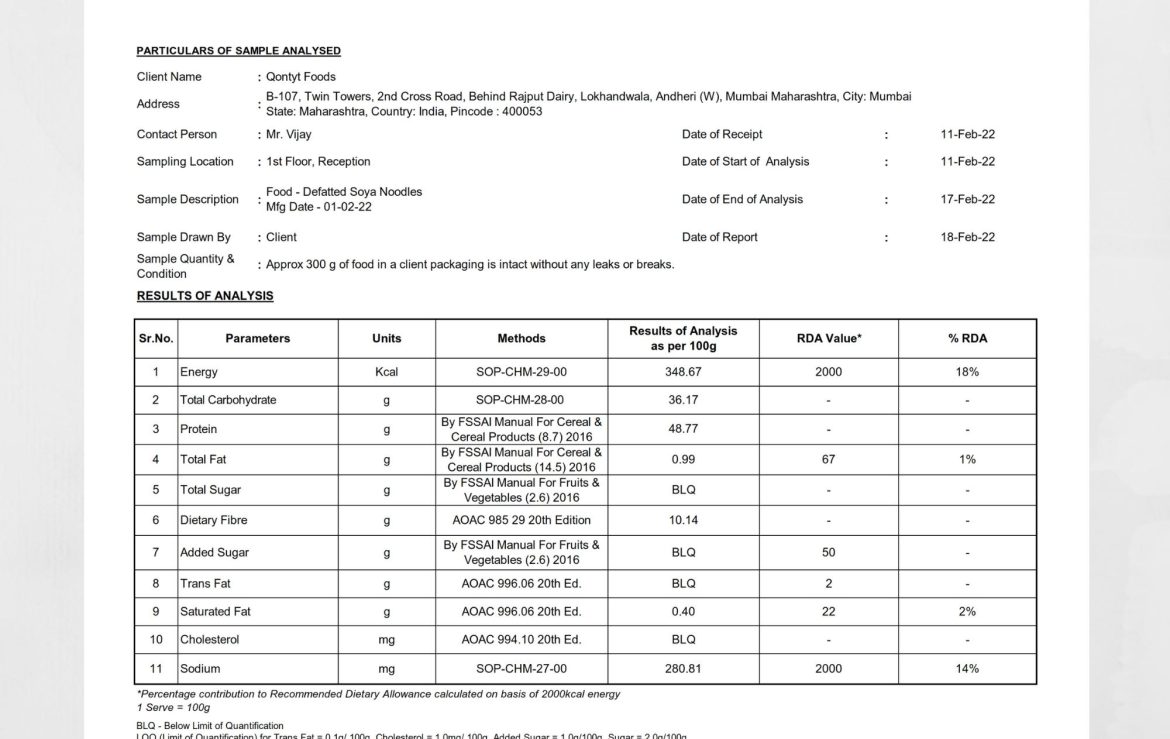 PARTICULARS OF SAMPLE ANALYSED
Client Name : Qontyt Foods
Address : B-107, Twin Towers, 2nd Cross Road, Behind Rajput Dairy, Lokhandwala, Andheri (W), Mumbai Maharashtra, City: Mumbai
State: Maharashtra, Country: India, Pincode : 400053
Contact Person : Mr. Vijay Date of Receipt : 11-Feb-22
Sampling Location : 1st Floor, Reception Date of Start of Analysis : 11-Feb-22
Sample Description : Food - Defatted Soya Noodles
Mfg Date - 01-02-22 Date of End of Analysis : 17-Feb-22
Sample Drawn By : Client Date of Report : 18-Feb-22
Sample Quantity &
Condition : Approx 300 g of food in a client packaging is intact without any leaks or breaks.
RESULTS OF ANALYSIS
Sr.No. Parameters Units Methods Results of Analysis
as per 100g RDA Value* % RDA
1 Energy Kcal SOP-CHM-29-00 348.67 2000 18%
2 Total Carbohydrate g SOP-CHM-28-00 36.17 - -
3 Protein g By FSSAI Manual For Cereal &
Cereal Products (8.7) 2016 48.77 - -
4 Total Fat g By FSSAI Manual For Cereal &
Cereal Products (14.5) 2016 0.99 67 1%
5 Total Sugar g By FSSAI Manual For Fruits &
Vegetables (2.6) 2016 BLQ - -
6 Dietary Fibre g AOAC 985 29 20th Edition 10.14 - -
7 Added Sugar g By FSSAI Manual For Fruits &
Vegetables (2.6) 2016 BLQ 50 -
8 Trans Fat g AOAC 996.06 20th Ed. BLQ 2 -
9 Saturated Fat g AOAC 996.06 20th Ed. 0.40 22 2%
10 Cholesterol mg AOAC 994.10 20th Ed. BLQ - -
11 Sodium mg SOP-CHM-27-00 280.81 2000 14%
*Percentage contribution to Recommended Dietary Allowance calculated on basis of 2000kcal energy
1 Serve = 100g
BLQ - Below Limit of Quantification
LOQ (Limit of Quantification) for Trans Fat = 0.1g/ 100g, Cholesterol = 1.0mg/ 100g, Added Sugar = 1.0g/100g, Sugar = 2.0g/100g